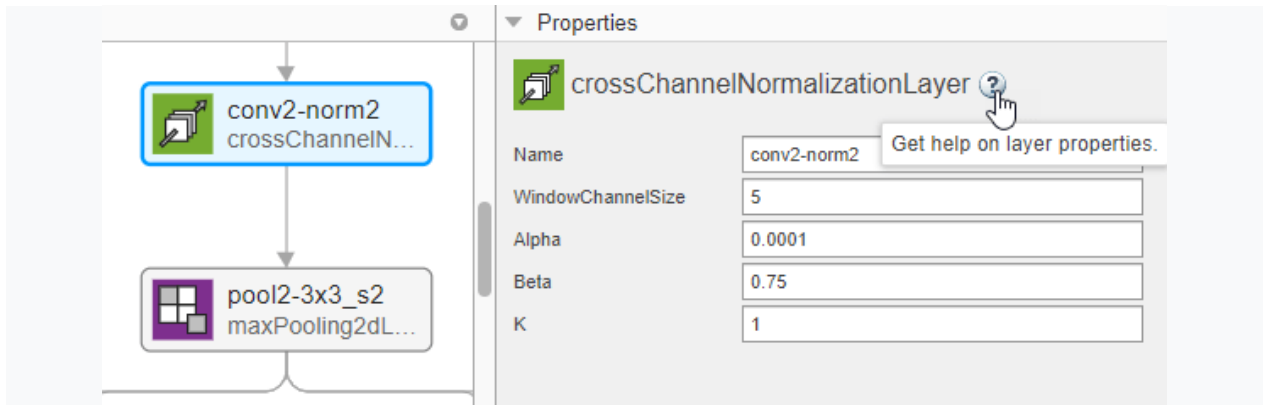 conv2-norm2
crossChannelN...
pool2-3x3_s2
maxPooling2dL...
Properties
crossChannelNormalizationLayer ?
Get help on layer properties.
Name conv2-norm2
WindowChannelSize 5
Alpha 0.0001
Beta 0.75
K 1